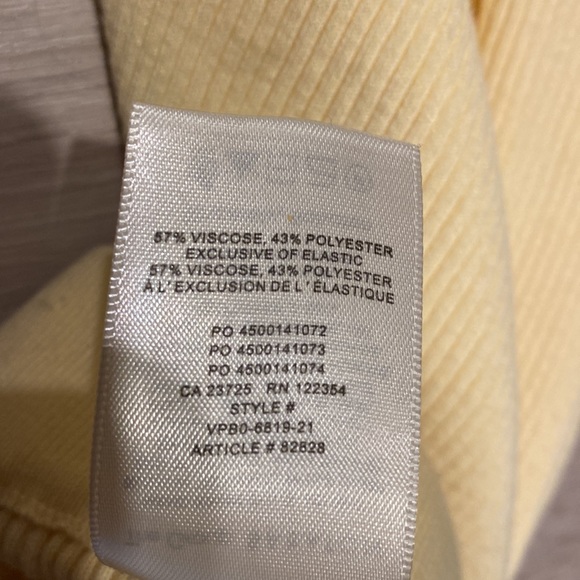 57% VISCOSE, 43% POLYESTER
EXCLUSIVE OF ELASTIC
57% VISCOSE, 43% POLYESTER
À L'EXCLUSION DE L'ÉLASTIQUE
PO 4500141072
PO 4500141073
PO 4500141074
CA 23725 RN 122354
STYLE #
VPB0-6819-21
ARTICLE # 82828